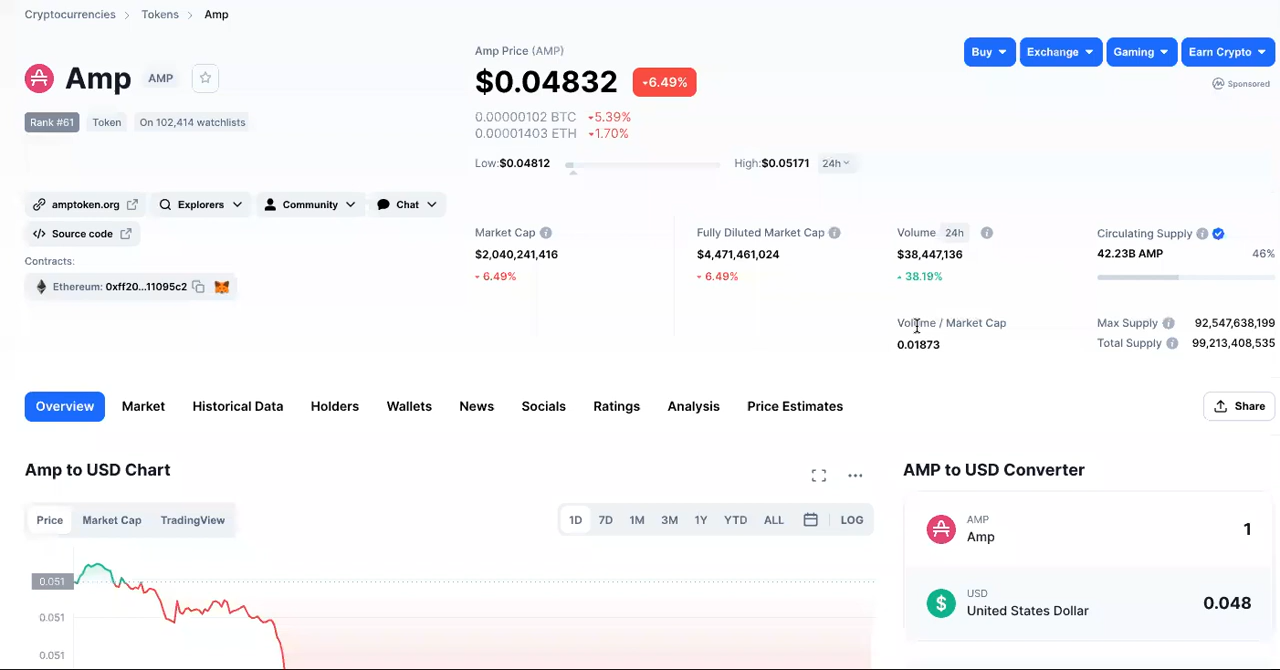 Cryptocurrencies > Tokens > Amp
Amp AMP
Rank #61 Token On 102,414 watchlists
amptoken.org Explorers Community Chat
Source code
Contracts:
Ethereum: 0xff20...11095c2
Amp Price (AMP)
$0.04832 6.49%
0.00000102 BTC 5.39%
0.00001403 ETH 1.70%
Low:$0.04812 High:$0.05171 24h
Buy Exchange Gaming Earn Crypto
Sponsored
Market Cap
$2,040,241,416
6.49%
Fully Diluted Market Cap
$4,471,461,024
6.49%
Volume 24h
$38,447,136
38.19%
Volume / Market Cap
0.01873
Circulating Supply
42.23B AMP 46%
Max Supply 92,547,638,199
Total Supply 99,213,408,535
Overview Market Historical Data Holders Wallets News Socials Ratings Analysis Price Estimates
Share
Amp to USD Chart
Price Market Cap TradingView
1D 7D 1M 3M 1Y YTD ALL LOG
0.051
0.051
0.051
AMP to USD Converter
AMP
Amp 1
USD
United States Dollar 0.048